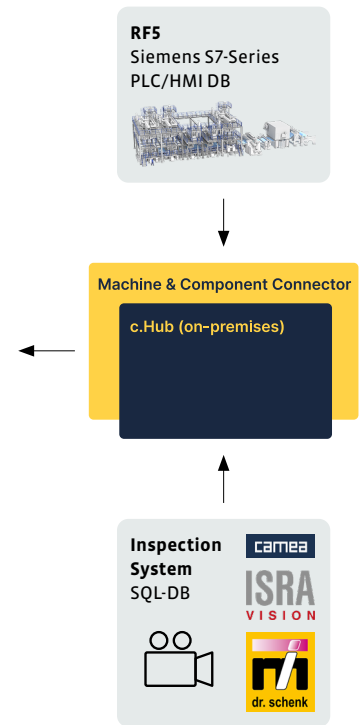 RF5
Siemens S7-Series
PLC/HMI DB
Machine & Component Connector
c.Hub (on-premises)
Inspection
System
SQL-DB
camea
ISRA
VISION
dr. schenk